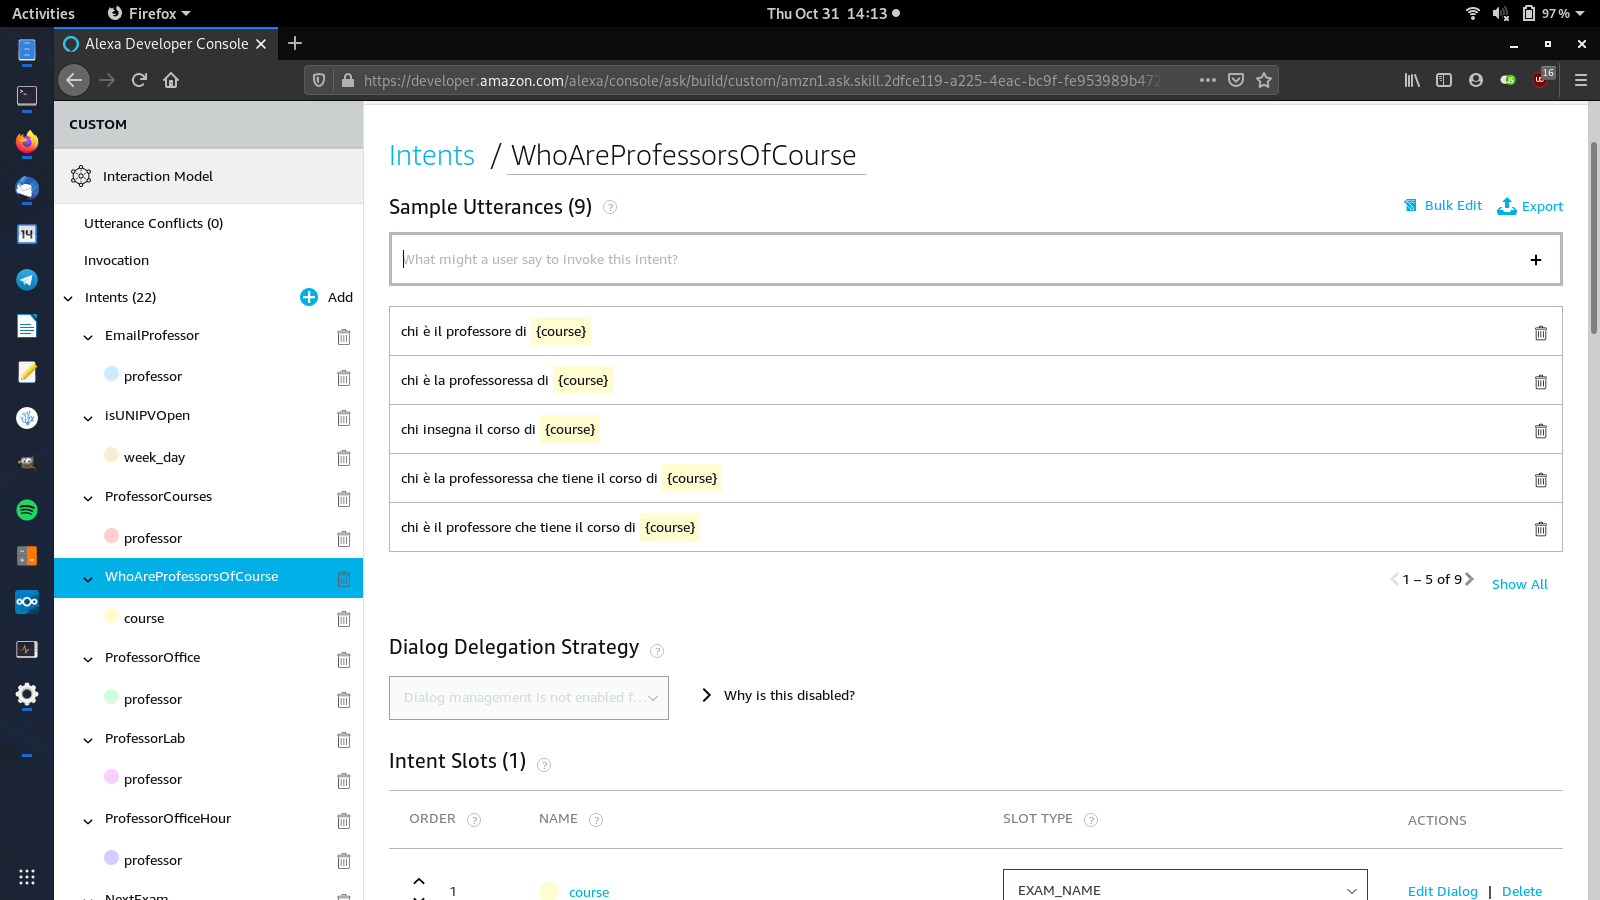 Activities
Firefox
Thu Oct 31 14:13
97 %
Alexa Developer Console
https://developer.amazon.com/alexa/console/ask/build/custom/amzn1.ask.skill.2dfce119-a225-4eac-bc9f-fe953989b472
16
CUSTOM
Interaction Model
Utterance Conflicts (0)
Invocation
Intents (22)
Add
EmailProfessor
professor
isUNIPVOpen
week_day
ProfessorCourses
professor
WhoAreProfessorsOfCourse
course
ProfessorOffice
professor
ProfessorLab
professor
ProfessorOfficeHour
professor
NextExam
Intents / WhoAreProfessorsOfCourse
Sample Utterances (9) ?
Bulk Edit
Export
What might a user say to invoke this intent?
chi è il professore di {course}
chi è la professoressa di {course}
chi insegna il corso di {course}
chi è la professoressa che tiene il corso di {course}
chi è il professore che tiene il corso di {course}
1 – 5 of 9
Show All
Dialog Delegation Strategy ?
Dialog management is not enabled f...
Why is this disabled?
Intent Slots (1) ?
ORDER ?
NAME ?
SLOT TYPE ?
ACTIONS
1
course
EXAM_NAME
Edit Dialog | Delete
14